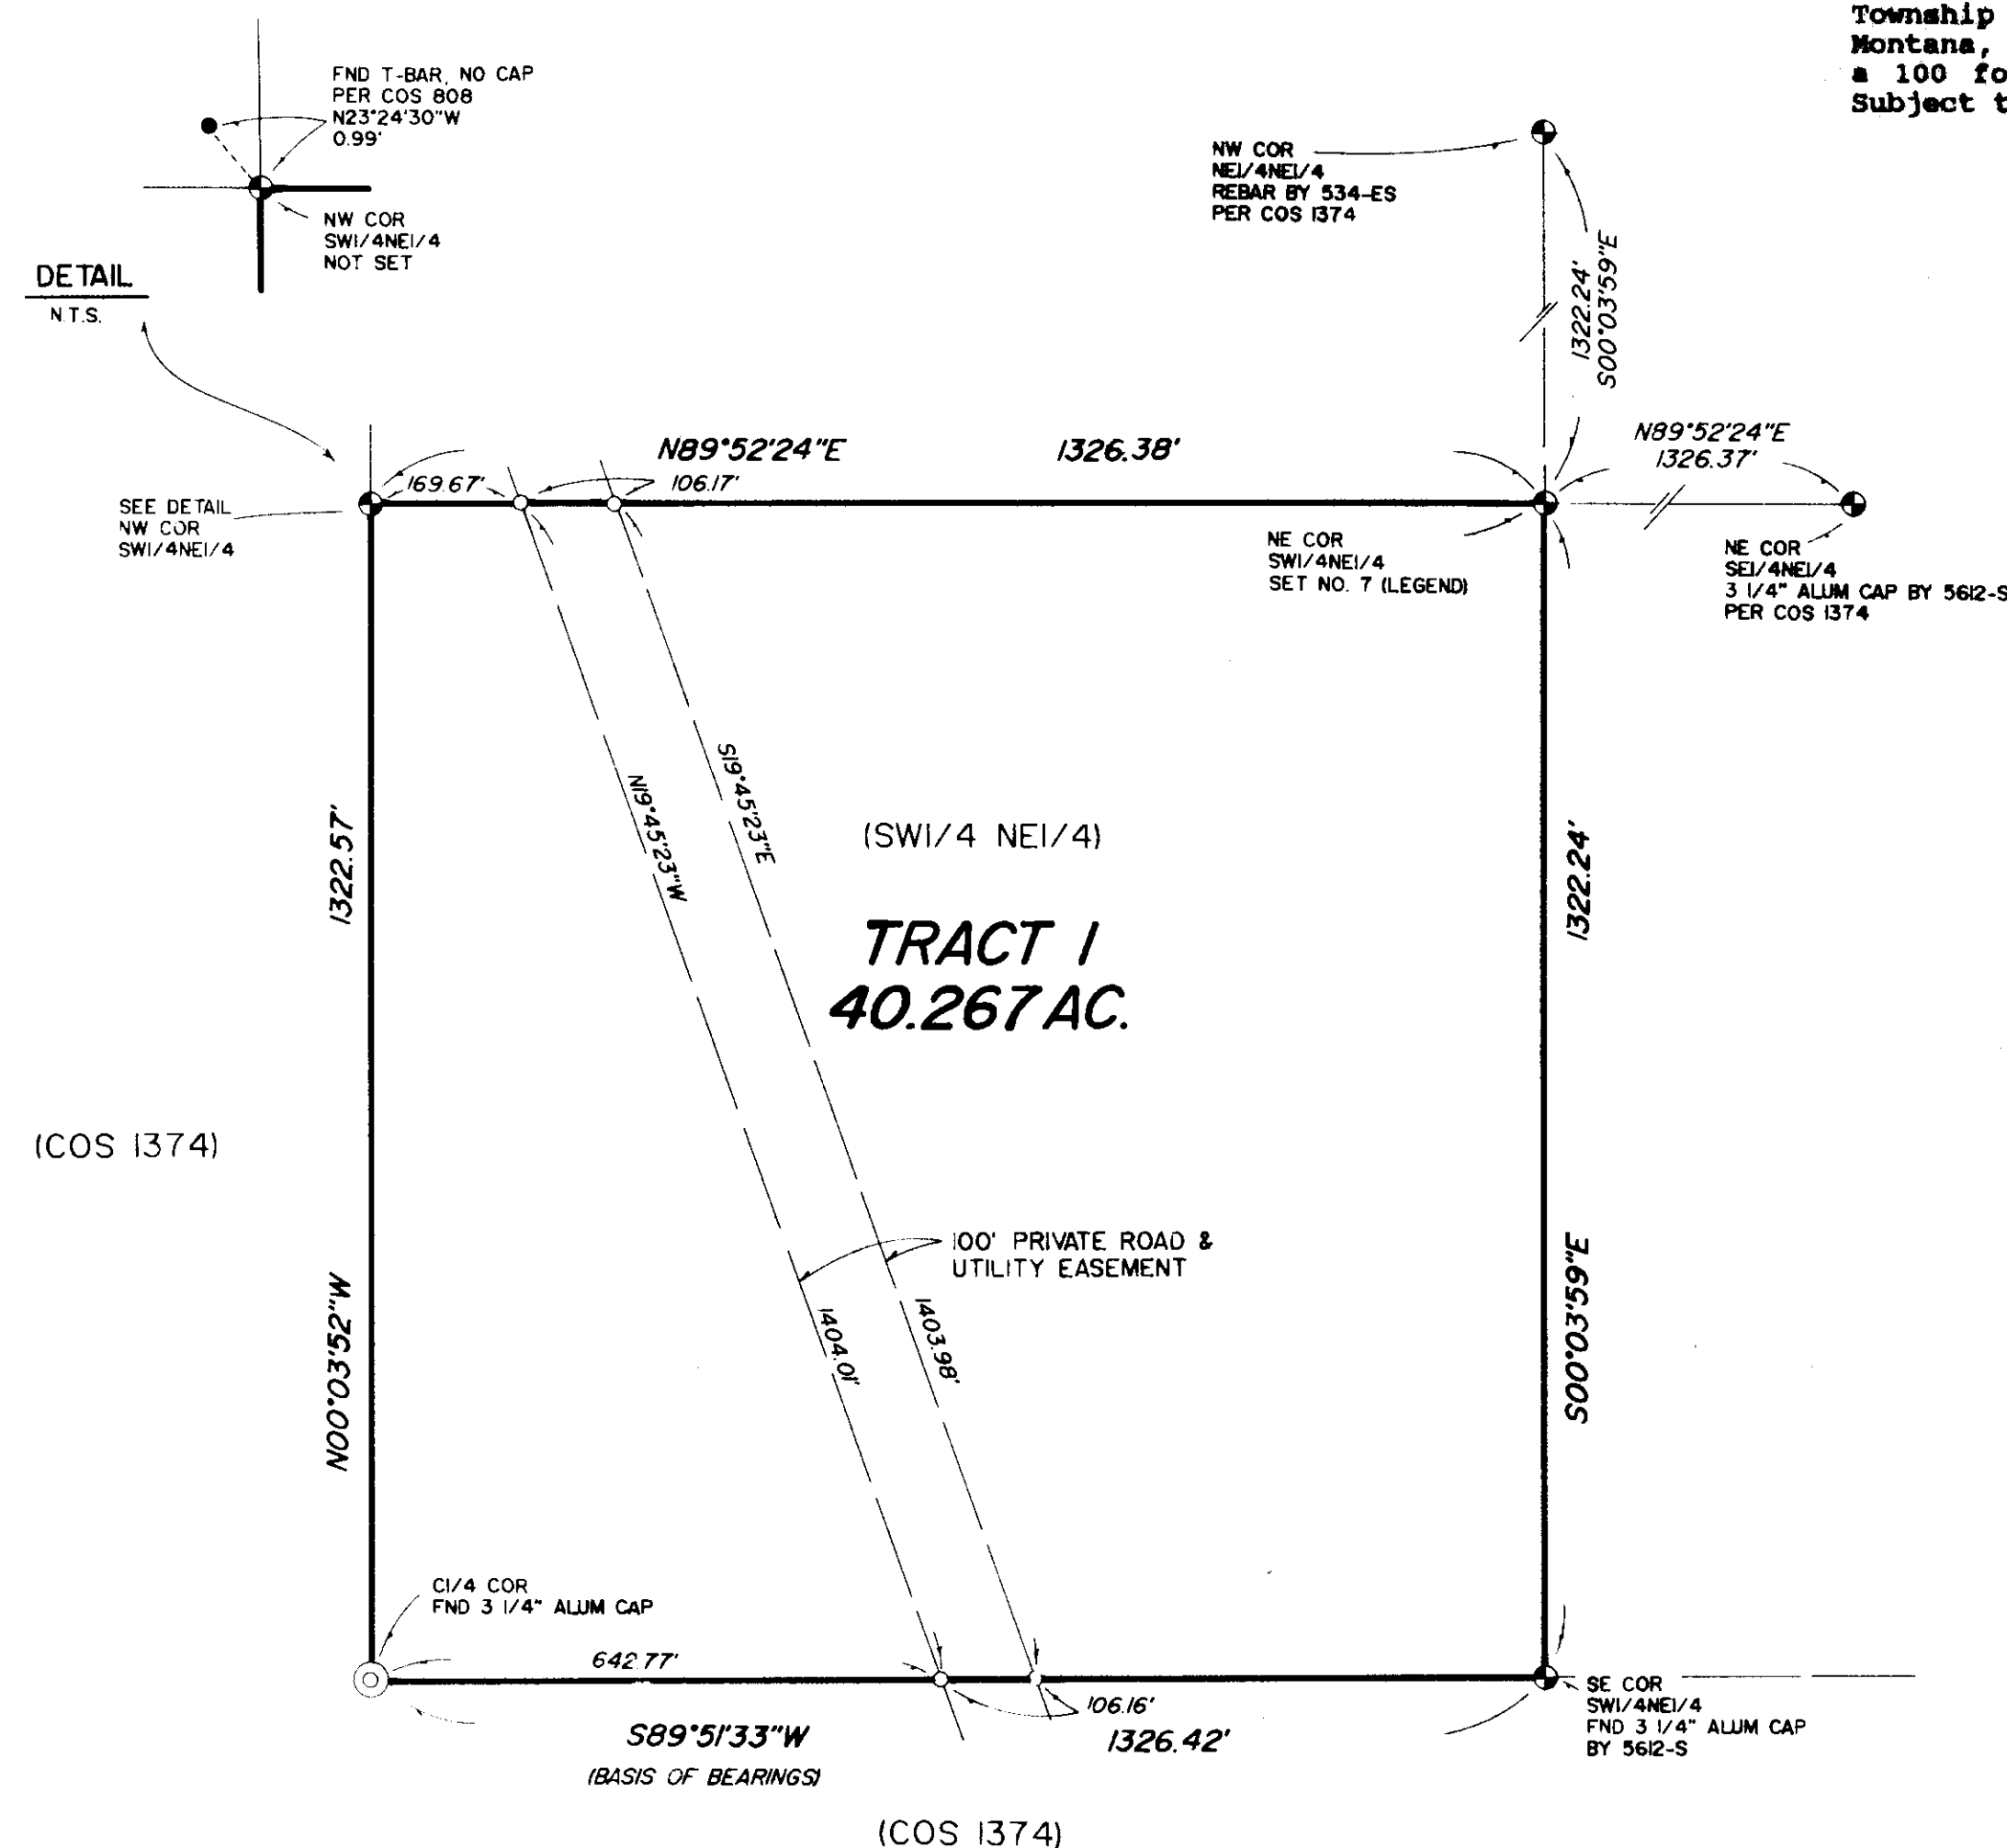 Township
Montana,
a 100 fo
Subject t
FND T-BAR, NO CAP
PER COS 808
N23°24'30"W
0.99'
NW COR
SW1/4NE1/4
NOT SET
DETAIL
N.T.S.
NW COR
NE1/4NE1/4
REBAR BY 534-ES
PER COS 1374
1322.24'
S00°03'59"E
N89°52'24"E
1326.37'
N89°52'24"E 1326.38'
169.67'
106.17'
SEE DETAIL
NW COR
SW1/4NE1/4
NE COR
SW1/4NE1/4
SET NO. 7 (LEGEND)
NE COR
SE1/4NE1/4
3 1/4" ALUM CAP BY 5612-S
PER COS 1374
N19°45'23"W
S19°45'23"E
(SW1/4 NE1/4)
1322.57'
1322.24'
TRACT 1
40.267 AC.
(COS 1374)
100' PRIVATE ROAD &
UTILITY EASEMENT
1404.01'
1403.98'
N00°03'52"W
S00°03'59"E
C1/4 COR
FND 3 1/4" ALUM CAP
642.77'
106.16'
S89°51'33"W
1326.42'
(BASIS OF BEARINGS)
SE COR
SW1/4NE1/4
FND 3 1/4" ALUM CAP
BY 5612-S
(COS 1374)